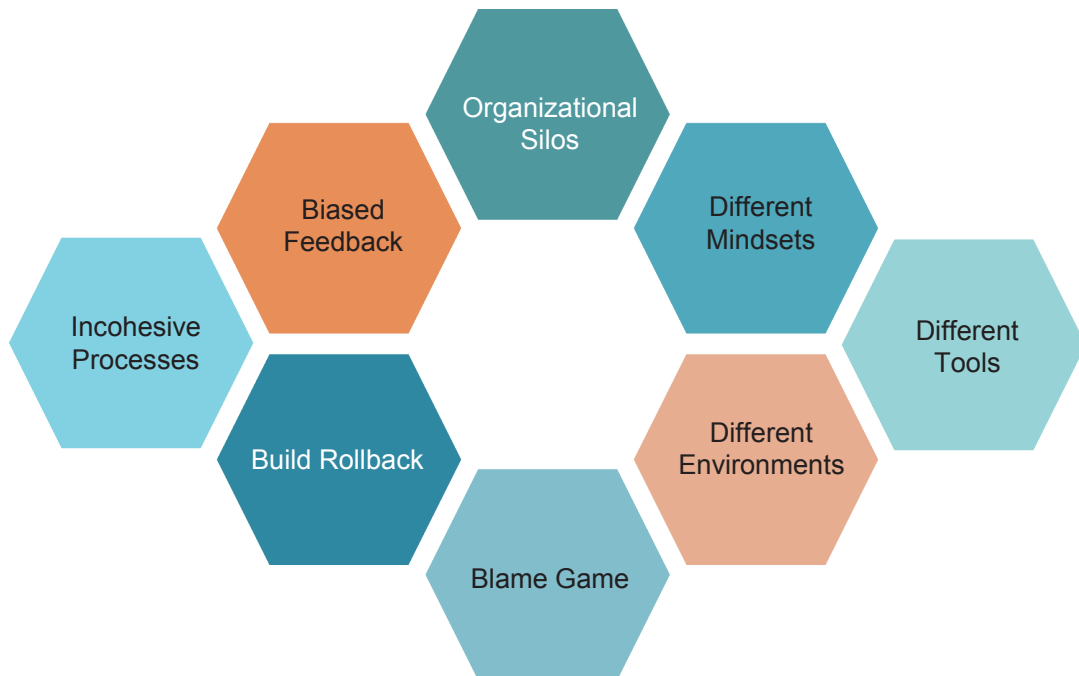 Organizational
Silos
Biased
Feedback
Different
Mindsets
Incohesive
Processes
Different
Tools
Build Rollback
Different
Environments
Blame Game